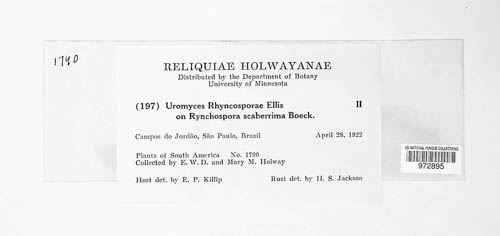 1790
RELIQUIAE HOLWAYANAE
Distributed by the Department of Botany
University of Minnesota
(197) Uromyces Rhyncosporae Ellis II
on Rynchospora scaberrima Boeck.
Campos do Jordão, São Paulo, Brazil April 28, 1922
Plants of South America No. 1790
Collected by E. W. D. and Mary M. Holway
Host det. by E. P. Killip Rust det. by H. S. Jackson
US NATIONAL FUNGUS COLLECTIONS
972895